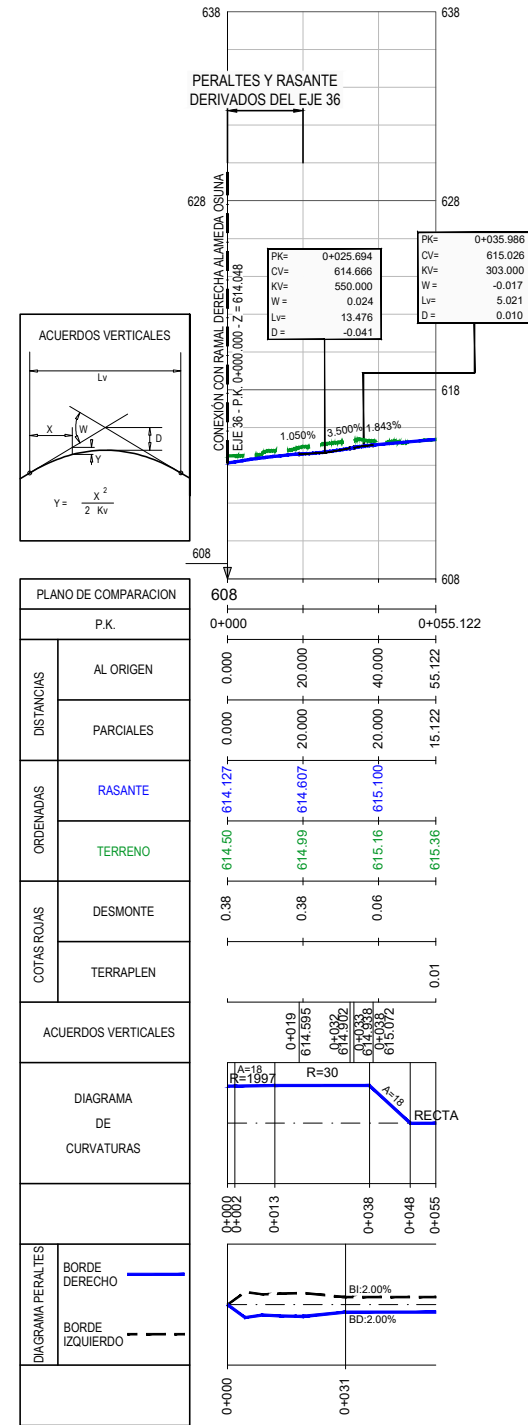 638
638
PERALTES Y RASANTE
DERIVADOS DEL EJE 36
628
628
CONEXIÓN CON RAMAL DERECHA ALAMEDA OSUNA
EJE 36 - P.K. 0+000.000 - Z = 614.048
PK= 0+025.694
CV= 614.666
KV= 550.000
W = 0.024
Lv= 13.476
D = -0.041
PK= 0+035.986
CV= 615.026
KV= 303.000
W = -0.017
Lv= 5.021
D = 0.010
ACUERDOS VERTICALES
Lv
X
W
D
Y
Y = X 2
2 Kv
618
1.050%
3.500%
1.843%
608
608
PLANO DE COMPARACION 608
P.K. 0+000 0+055.122
DISTANCIAS
AL ORIGEN 0.000 20.000 40.000 55.122
PARCIALES 0.000 20.000 20.000 15.122
ORDENADAS
RASANTE 614.127 614.607 615.100
TERRENO 614.50 614.99 615.16 615.36
COTAS ROJAS
DESMONTE 0.38 0.38 0.06
TERRAPLEN 0.01
ACUERDOS VERTICALES
0+019
614.595
0+032
614.902
0+033
614.938
0+038
615.072
DIAGRAMA
DE
CURVATURAS
A=18
R=1997
R=30
A=18
RECTA
0+000
0+002
0+013
0+038
0+048
0+055
DIAGRAMA PERALTES
BORDE
DERECHO
BORDE
IZQUIERDO
BI:2.00%
BD:2.00%
0+000
0+031